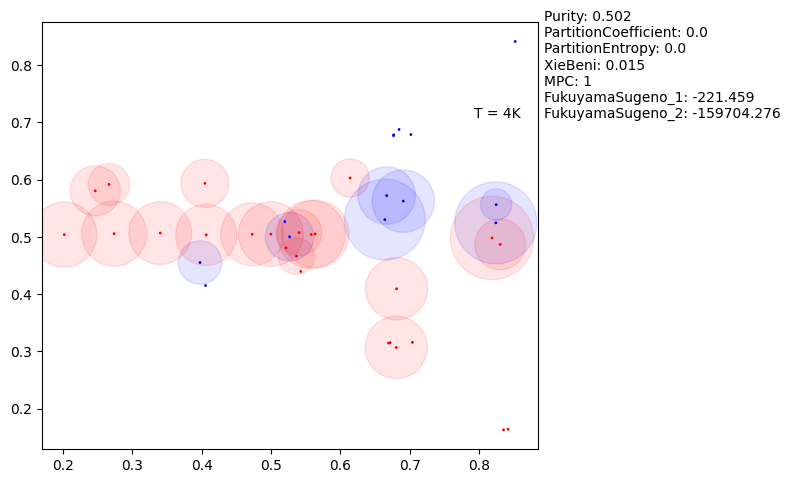 Purity: 0.502
PartitionCoefficient: 0.0
PartitionEntropy: 0.0
XieBeni: 0.015
MPC: 1
FukuyamaSugeno_1: -221.459
FukuyamaSugeno_2: -159704.276
T = 4K
0.8
0.7
0.6
0.5
0.4
0.3
0.2
0.2 0.3 0.4 0.5 0.6 0.7 0.8